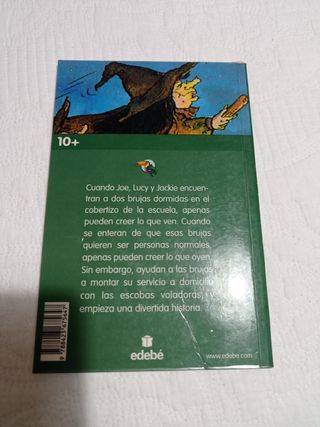 10+
Cuando Joe, Lucy y Jackie encuen-
tran a dos brujas dormidas en el
cobertizo de la escuela, apenas
pueden creer lo que ven. Cuando
se enteran de que esas brujas
quieren ser personas normales,
apenas pueden creer lo que oyen.
Sin embargo, ayudan a las brujas
a montar su servicio a domicilio
con las escobas voladoras, y
empieza una divertida historia.
edebé
www.edebe.com